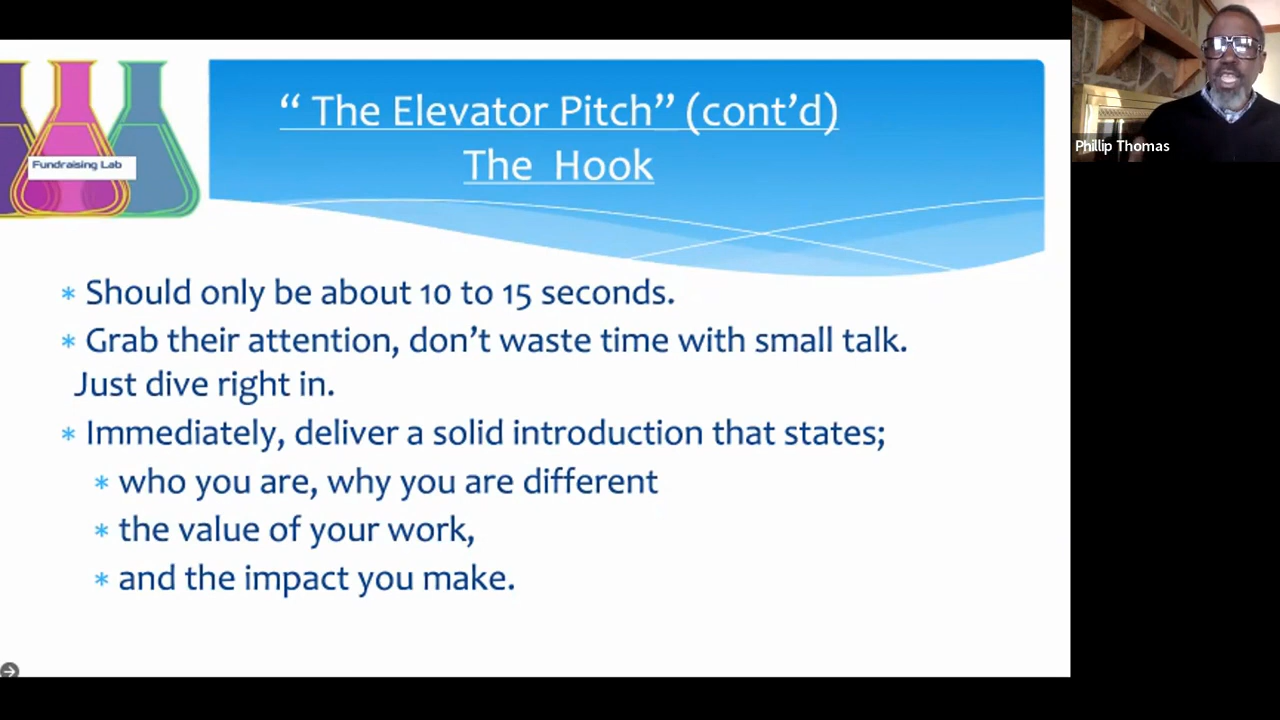 “ The Elevator Pitch” (cont’d)
The Hook
Fundraising Lab
Phillip Thomas
* Should only be about 10 to 15 seconds.
* Grab their attention, don’t waste time with small talk.
Just dive right in.
* Immediately, deliver a solid introduction that states;
* who you are, why you are different
* the value of your work,
* and the impact you make.